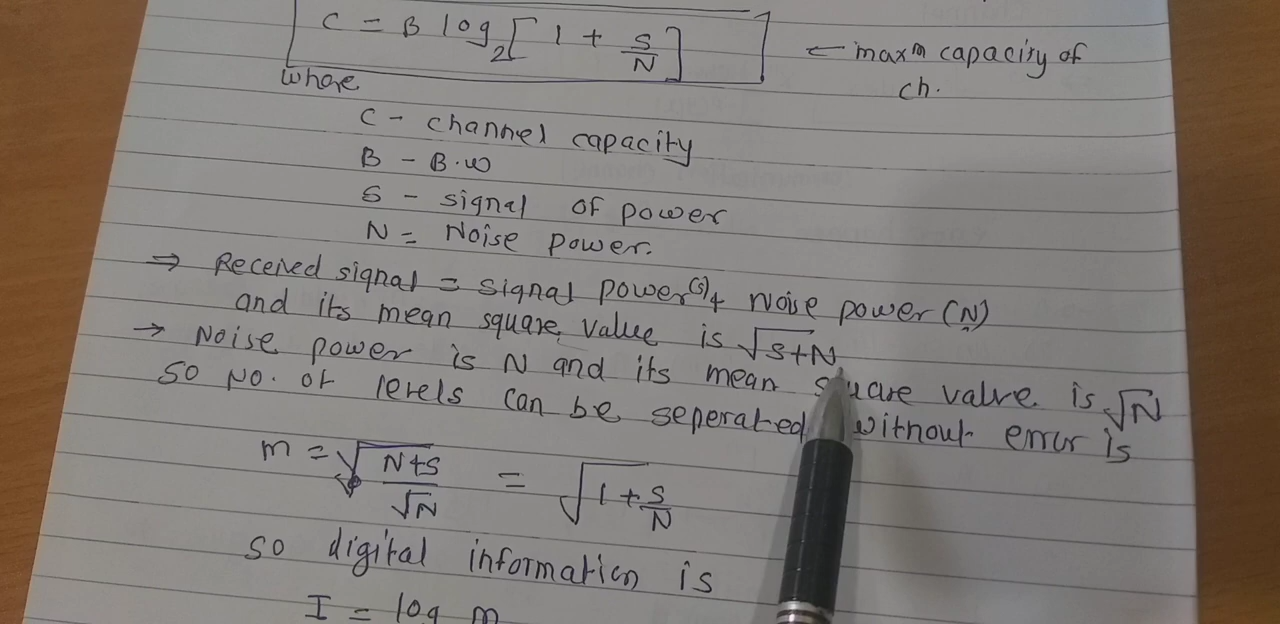 C = B log₂[1 + S/N] ← maxm capacity of
ch.
where
C - channel capacity
B - B.W
S - signal of power
N = Noise power.
⇒ Received signal = signal power(S) + Noise power (N)
and its mean square value is √S+N
→ Noise power is N and its mean square value is √N
so No. of levels can be seperated without error is
m = √N+S/√N = √1+S/N
so digital information is
I = log m